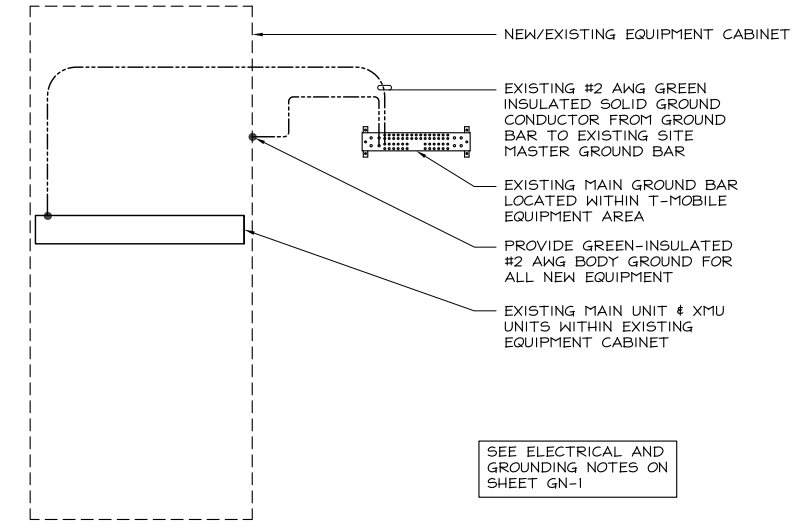 NEW/EXISTING EQUIPMENT CABINET
EXISTING #2 AWG GREEN
INSULATED SOLID GROUND
CONDUCTOR FROM GROUND
BAR TO EXISTING SITE
MASTER GROUND BAR
EXISTING MAIN GROUND BAR
LOCATED WITHIN T-MOBILE
EQUIPMENT AREA
PROVIDE GREEN-INSULATED
#2 AWG BODY GROUND FOR
ALL NEW EQUIPMENT
EXISTING MAIN UNIT & XMU
UNITS WITHIN EXISTING
EQUIPMENT CABINET
SEE ELECTRICAL AND
GROUNDING NOTES ON
SHEET GN-1